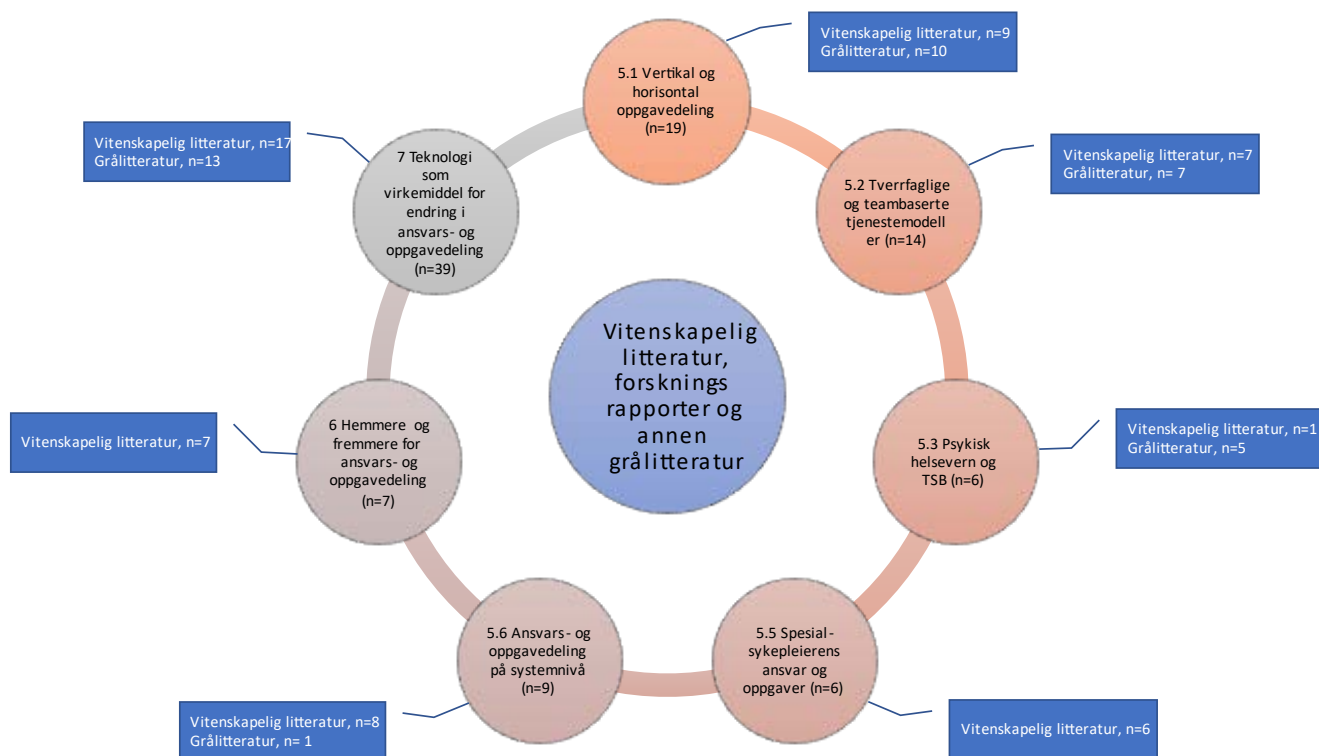 Vitenskapelig litteratur, n=9
Grålitteratur, n=10
5.1 Vertikal og
horisontal
oppgavedeling
(n=19)
Vitenskapelig litteratur, n=7
Grålitteratur, n= 7
5.2 Tverrfaglige
og teambaserte
tjenestemodell
er (n=14)
Vitenskapelig litteratur, n=1
Grålitteratur, n=5
5.3 Psykisk
helsevern og
TSB (n=6)
5.5 Spesial-
sykepleierens
ansvar og
oppgaver (n=6)
Vitenskapelig litteratur, n=6
5.6 Ansvars- og
oppgavedeling
på systemnivå
(n=9)
Vitenskapelig litteratur, n=8
Grålitteratur, n= 1
6 Hemmere og
fremmere for
ansvars- og
oppgavedeling
(n=7)
Vitenskapelig litteratur, n=7
7 Teknologi
som
virkemiddel for
endring i
ansvars- og
oppgavedeling
(n=39)
Vitenskapelig litteratur, n=17
Grålitteratur, n=13
Vitenskapelig
litteratur,
forsknings
rapporter og
annen
grålitteratur